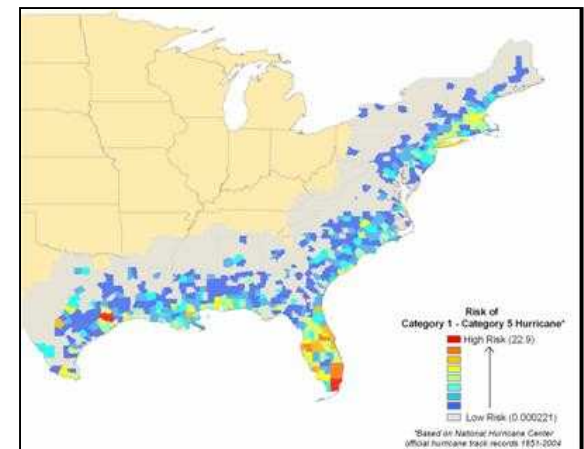 Risk of
Category 1 - Category 5 Hurricane*
High Risk (22.9)
Low Risk (0.000221)
*Based on National Hurricane Center
official hurricane track records 1851-2004